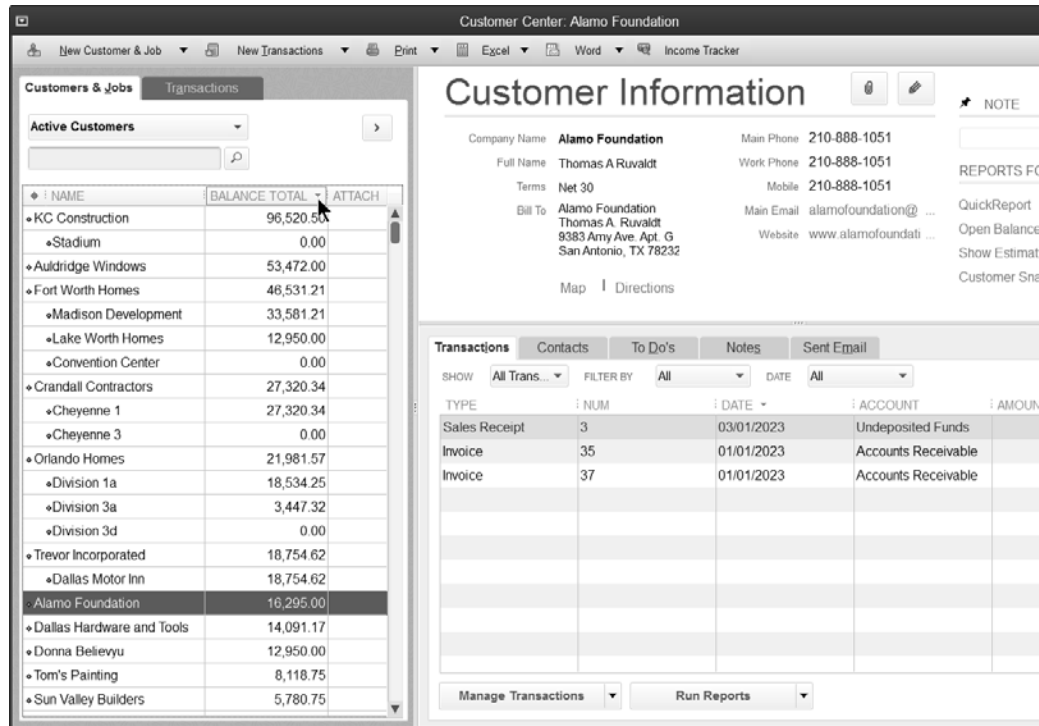 Customer Center: Alamo Foundation
New Customer & Job New Transactions Print Excel Word Income Tracker
Customers & Jobs Transactions
Active Customers
NAME BALANCE TOTAL ATTACH
KC Construction 96,520.50
Stadium 0.00
Auldridge Windows 53,472.00
Fort Worth Homes 46,531.21
Madison Development 33,581.21
Lake Worth Homes 12,950.00
Convention Center 0.00
Crandall Contractors 27,320.34
Cheyenne 1 27,320.34
Cheyenne 3 0.00
Orlando Homes 21,981.57
Division 1a 18,534.25
Division 3a 3,447.32
Division 3d 0.00
Trevor Incorporated 18,754.62
Dallas Motor Inn 18,754.62
Alamo Foundation 16,295.00
Dallas Hardware and Tools 14,091.17
Donna Believyu 12,950.00
Tom's Painting 8,118.75
Sun Valley Builders 5,780.75
Customer Information
Company Name Alamo Foundation
Full Name Thomas A Ruvaldt
Terms Net 30
Bill To Alamo Foundation
Thomas A. Ruvaldt
9383 Amy Ave. Apt. G
San Antonio, TX 78232
Map | Directions
Main Phone 210-888-1051
Work Phone 210-888-1051
Mobile 210-888-1051
Main Email alamofoundation@ ...
Website www.alamofoundati ...
NOTE
REPORTS FO
QuickReport
Open Balance
Show Estimat
Customer Sna
Transactions Contacts To Do's Notes Sent Email
SHOW All Trans... FILTER BY All DATE All
TYPE NUM DATE ACCOUNT AMOUN
Sales Receipt 3 03/01/2023 Undeposited Funds
Invoice 35 01/01/2023 Accounts Receivable
Invoice 37 01/01/2023 Accounts Receivable
Manage Transactions Run Reports